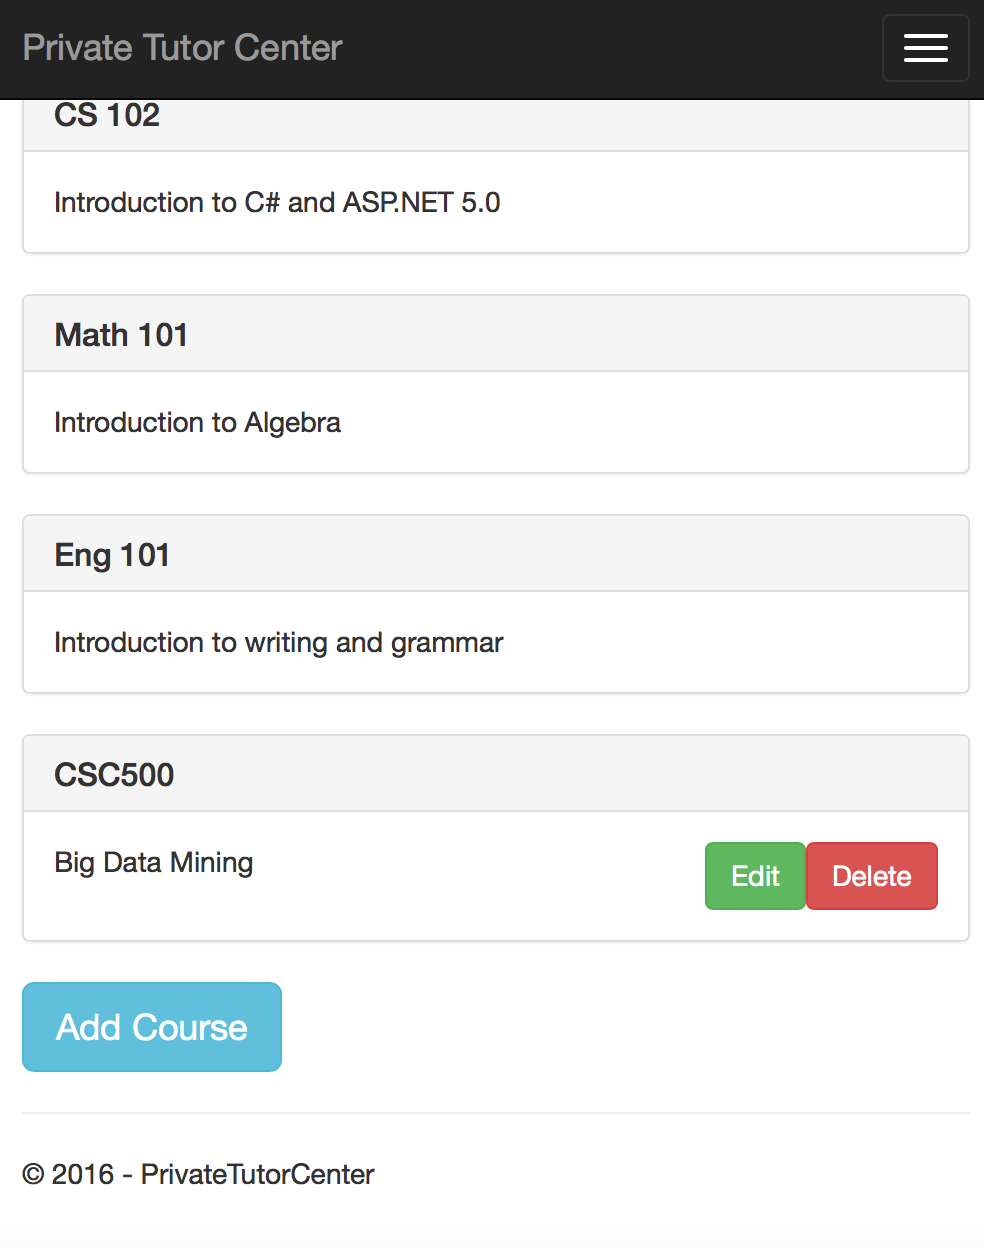 Private Tutor Center
CS 102
Introduction to C# and ASP.NET 5.0
Math 101
Introduction to Algebra
Eng 101
Introduction to writing and grammar
CSC500
Big Data Mining
Edit Delete
Add Course
© 2016 - PrivateTutorCenter